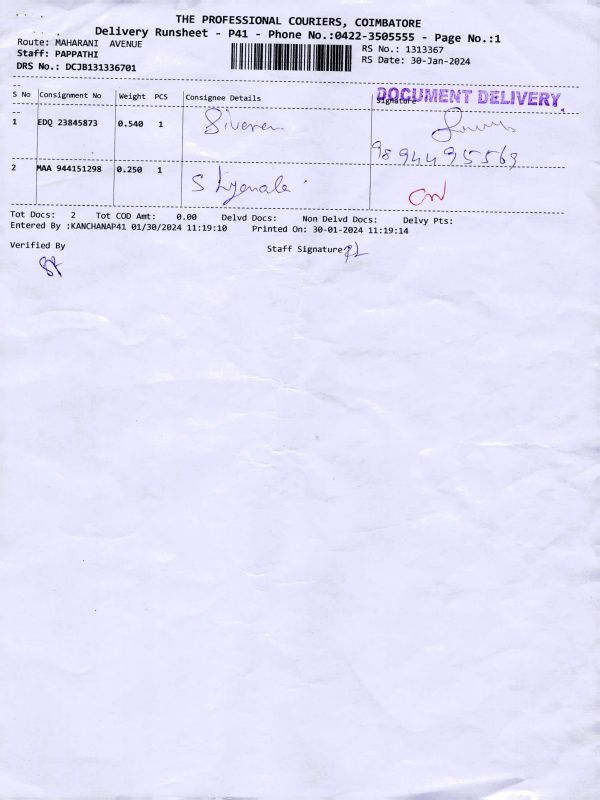 THE PROFESSIONAL COURIERS, COIMBATORE
Delivery Runsheet - P41 - Phone No.:0422-3505555 - Page No.:1
Route: MAHARANI AVENUE
RS No.: 1313367
Staff: PAPPATHI
RS Date: 30-Jan-2024
DRS No.: DCJB131336701
DOCUMENT DELIVERY
S No Consignment No Weight PCS Consignee Details Signature
1 EDQ 23845873 0.540 1
2 MAA 944151298 0.250 1 S
Tot Docs: 2 Tot COD Amt: 0.00 Delvd Docs: Non Delvd Docs: Delvy Pts:
Entered By :KANCHANAP41 01/30/2024 11:19:10 Printed On: 30-01-2024 11:19:14
Verified By Staff Signature